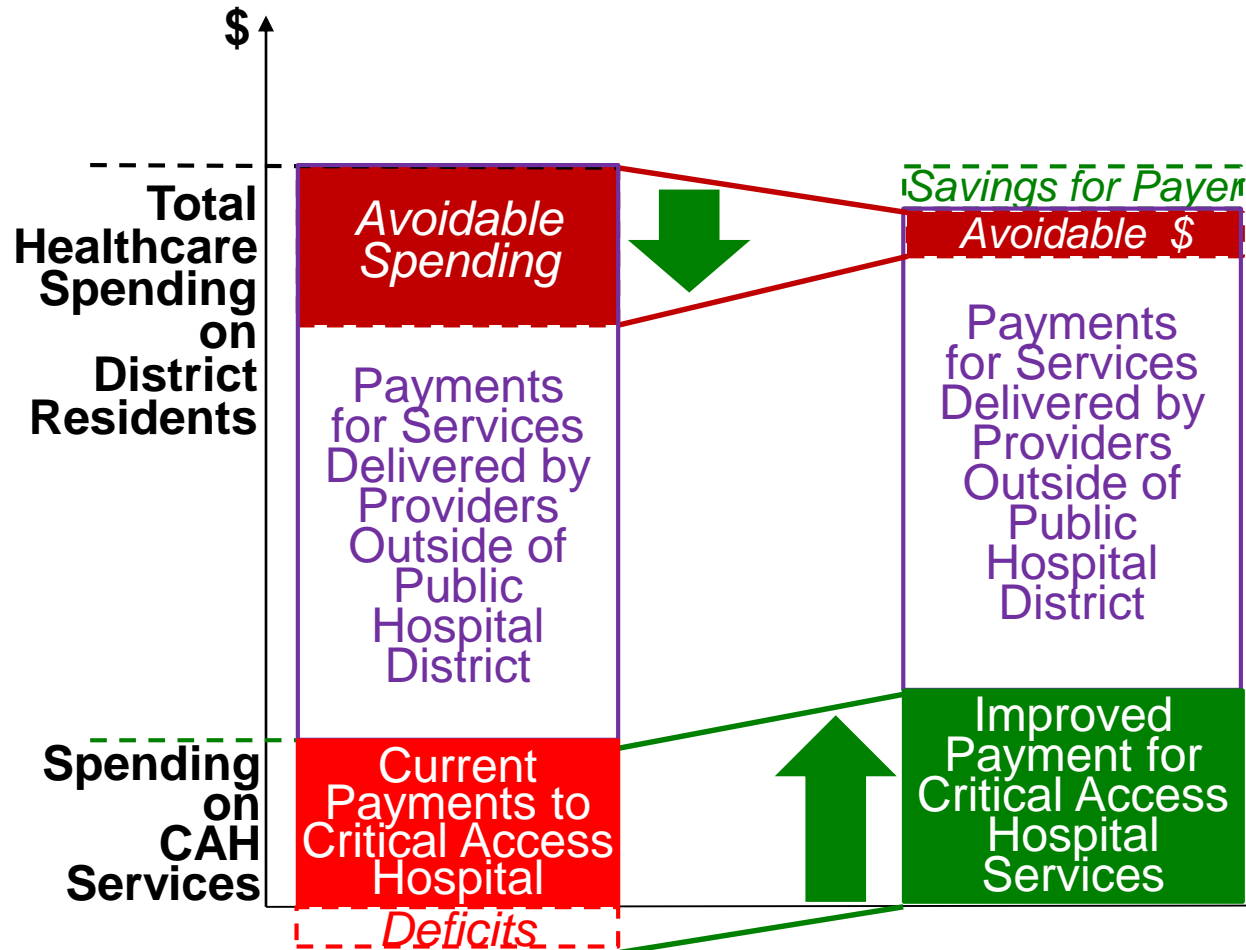 $
Total
Healthcare
Spending
on
District
Residents
Spending
on
CAH
Services
Avoidable
Spending
Payments
for Services
Delivered by
Providers
Outside of
Public
Hospital
District
Current
Payments to
Critical Access
Hospital
Deficits
Savings for Payer
Avoidable $
Payments
for Services
Delivered by
Providers
Outside of
Public
Hospital
District
Improved
Payment for
Critical Access
Hospital
Services